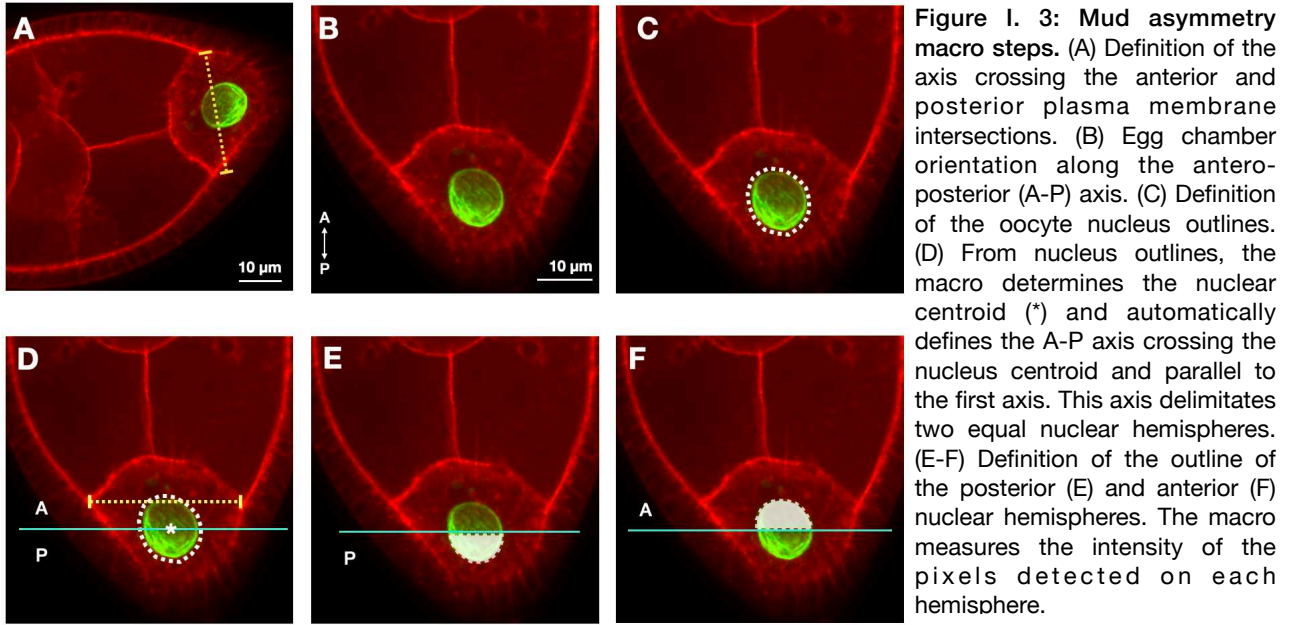 A
10 µm
B
A
P
10 µm
C
D
A
P
*
E
P
F
A
Figure I. 3: Mud asymmetry
macro steps. (A) Definition of the
axis crossing the anterior and
posterior plasma membrane
intersections. (B) Egg chamber
orientation along the antero-
posterior (A-P) axis. (C) Definition
of the oocyte nucleus outlines.
(D) From nucleus outlines, the
macro determines the nuclear
centroid (*) and automatically
defines the A-P axis crossing the
nucleus centroid and parallel to
the first axis. This axis delimitates
two equal nuclear hemispheres.
(E-F) Definition of the outline of
the posterior (E) and anterior (F)
nuclear hemispheres. The macro
measures the intensity of the
pixels detected on each
hemisphere.